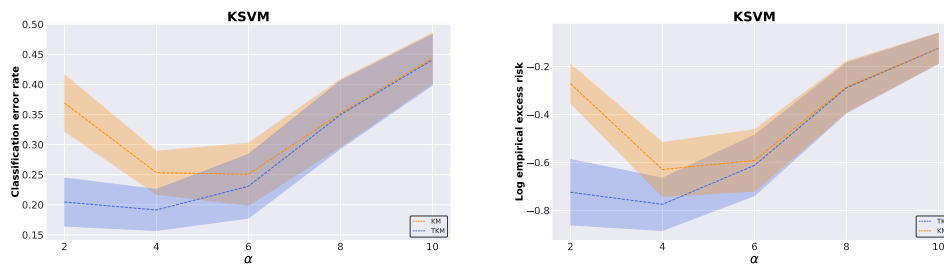 KSVM
Classification error rate
0.50
0.45
0.40
0.35
0.30
0.25
0.20
0.15
2 4 6 8 10
α
KM
TKM
KSVM
Log empirical excess risk
−0.2
−0.4
−0.6
−0.8
2 4 6 8 10
α